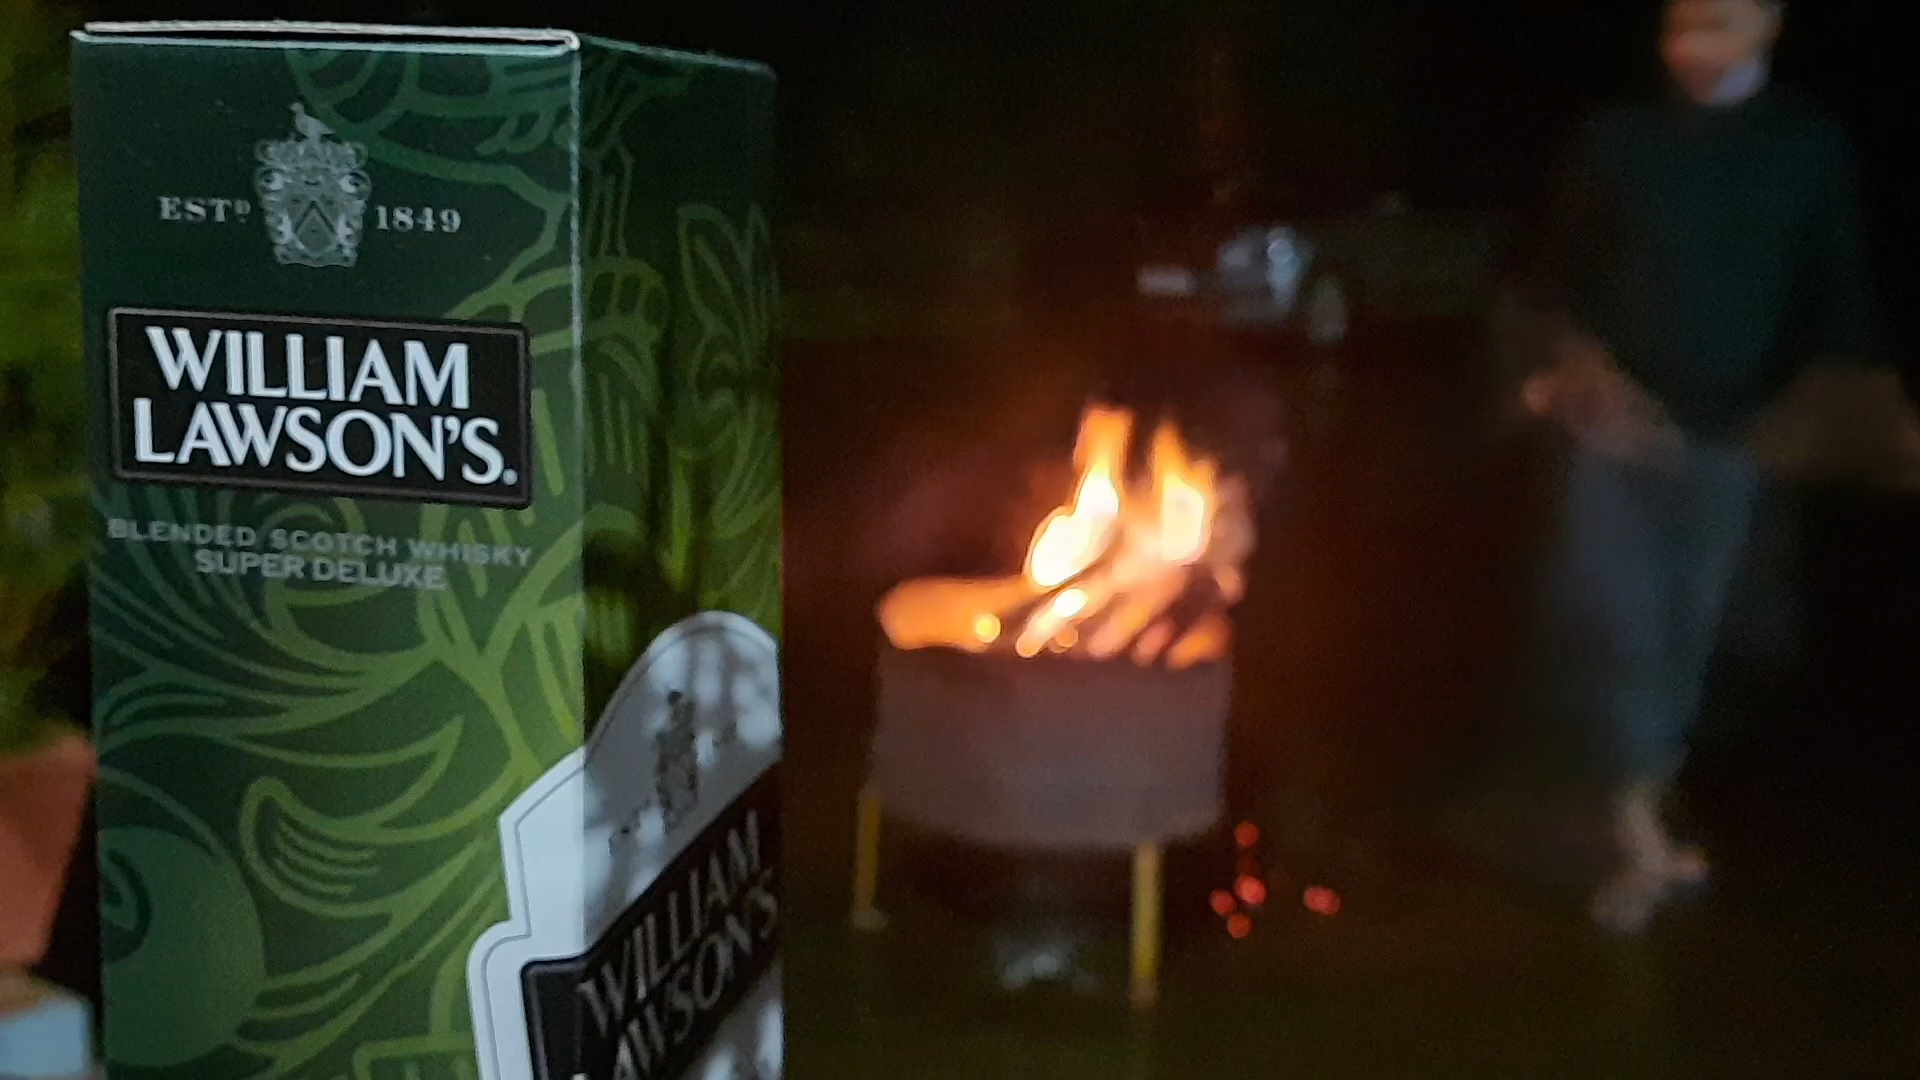 ESTᴰ 1849
WILLIAM
LAWSON'S.
BLENDED SCOTCH WHISKY
SUPER DELUXE
WILLIAM
LAWSON'S